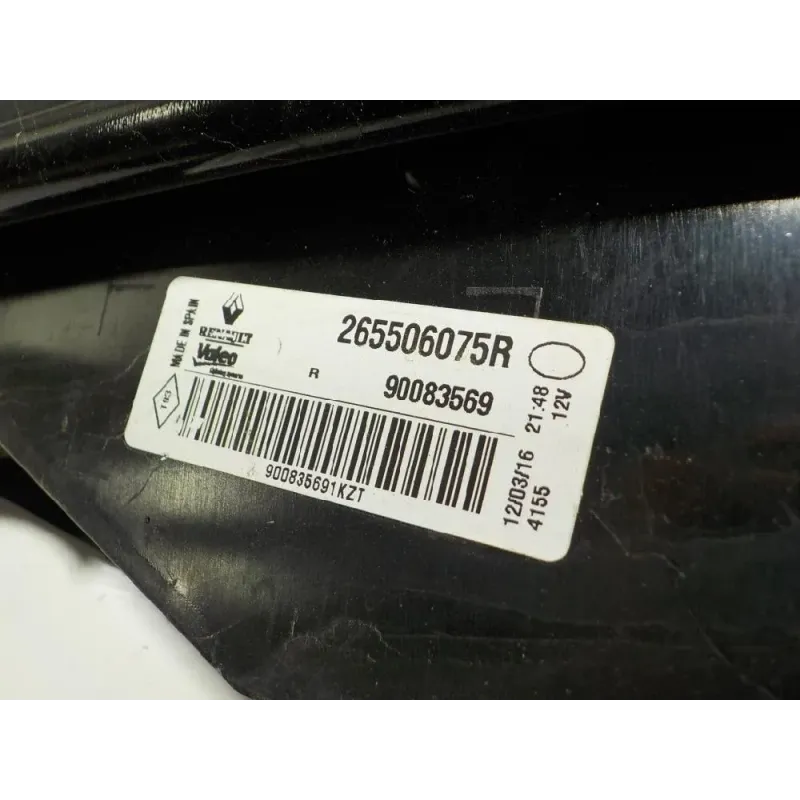 MADE IN SPAIN
RENAULT
Valeo
265506075R
R
90083569
900835691KZT
12/03/16 21:48
4155
12V